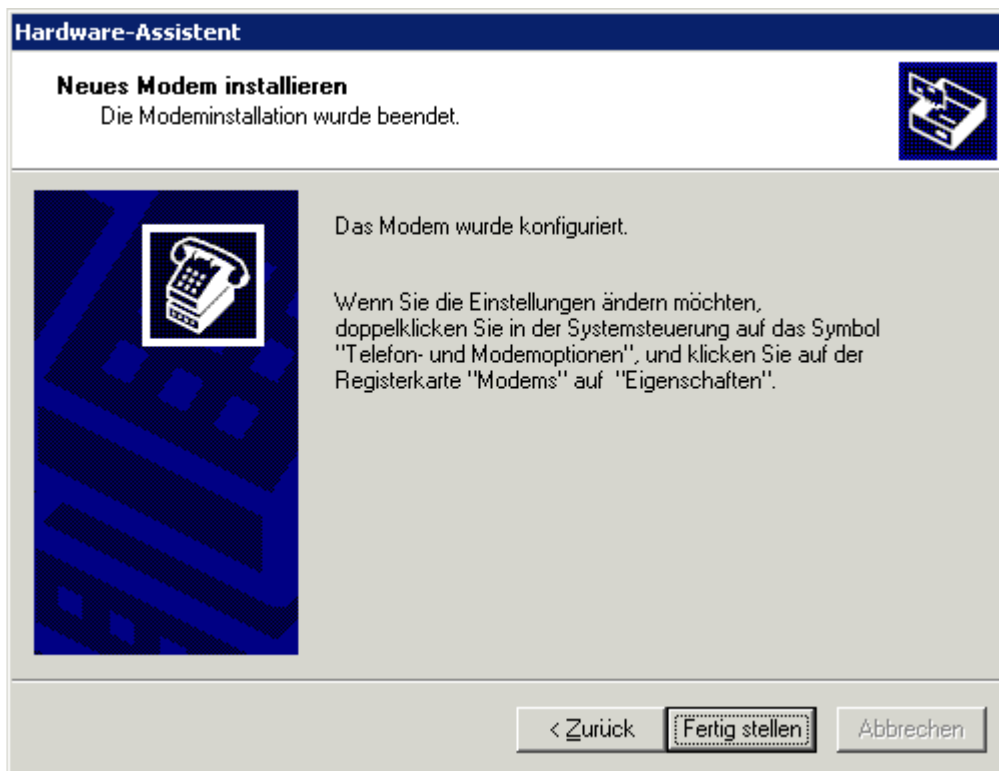 Hardware-Assistent
Neues Modem installieren
Die Modeminstallation wurde beendet.
Das Modem wurde konfiguriert.
Wenn Sie die Einstellungen ändern möchten,
doppelklicken Sie in der Systemsteuerung auf das Symbol
"Telefon- und Modemoptionen", und klicken Sie auf der
Registerkarte "Modems" auf  "Eigenschaften".
< Zurück
Fertig stellen
Abbrechen